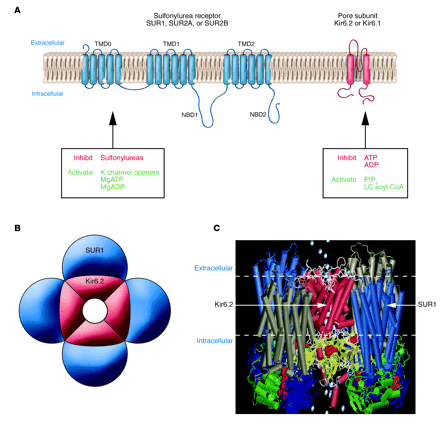 A
Sulfonylurea receptor
SUR1, SUR2A, or SUR2B
Pore subunit
Kir6.2 or Kir6.1
Extracellular
TMD0
TMD1
TMD2
Intracellular
NBD1
NBD2
Inhibit Sulfonylureas
Activate K channel openers
MgATP
MgADP
Inhibit ATP
ADP
Activate PIP2
LC acyl-CoA
B
SUR1
Kir6.2
C
Extracellular
Kir6.2
SUR1
Intracellular